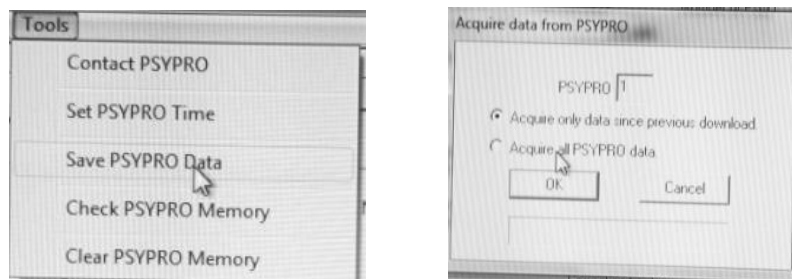 Tools
Contact PSYPRO
Set PSYPRO Time
Save PSYPRO Data
Check PSYPRO Memory
Clear PSYPRO Memory
Acquire data from PSYPRO
PSYPRO 1
Acquire only data since previous download
Acquire all PSYPRO data
OK Cancel